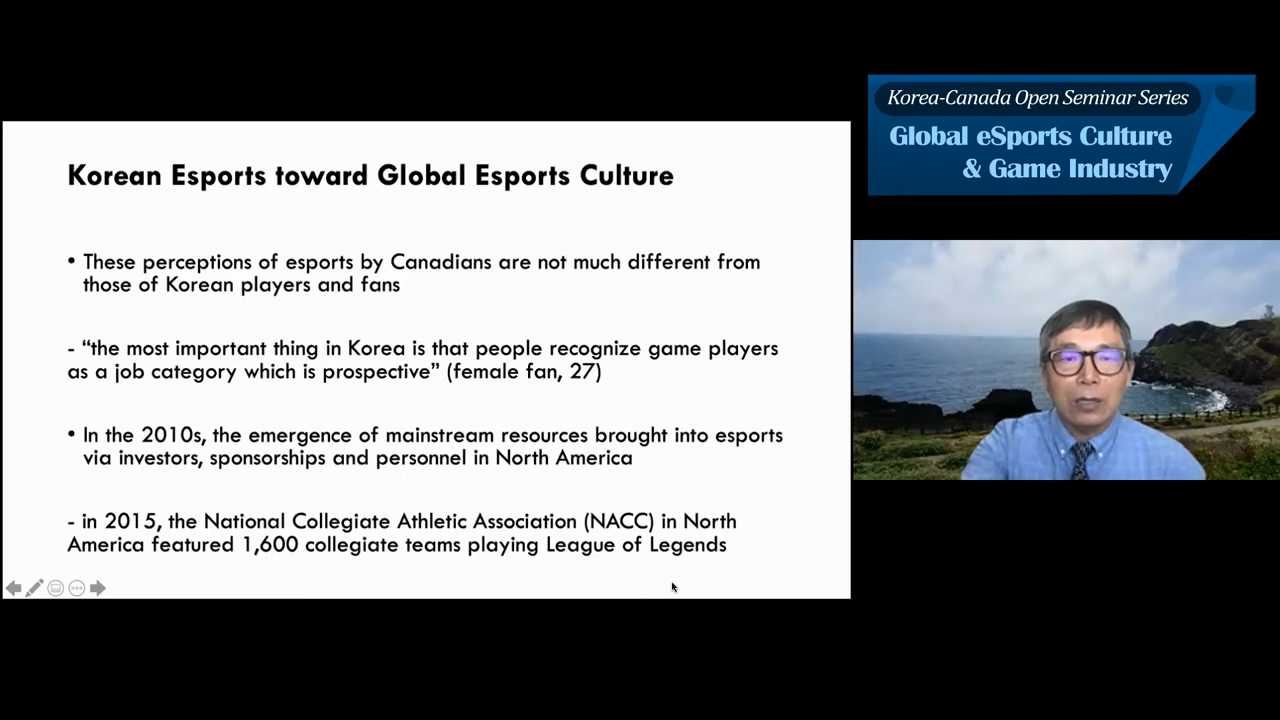 Korea-Canada Open Seminar Series
Global eSports Culture
& Game Industry
Korean Esports toward Global Esports Culture
• These perceptions of esports by Canadians are not much different from
those of Korean players and fans
- “the most important thing in Korea is that people recognize game players
as a job category which is prospective” (female fan, 27)
• In the 2010s, the emergence of mainstream resources brought into esports
via investors, sponsorships and personnel in North America
- in 2015, the National Collegiate Athletic Association (NACC) in North
America featured 1,600 collegiate teams playing League of Legends